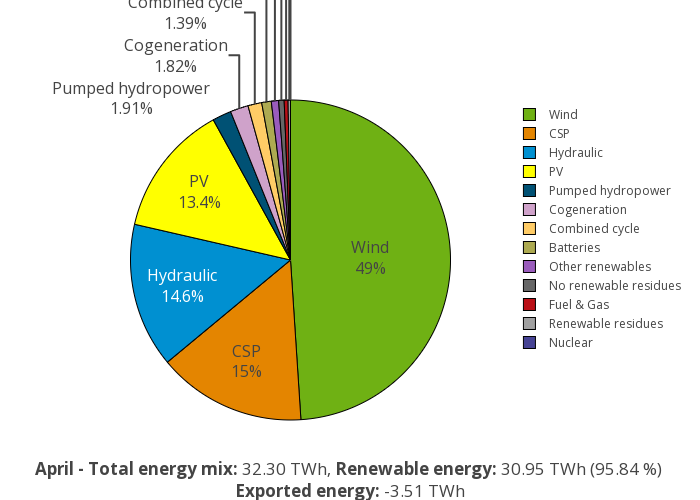 Combined cycle
1.39%
Cogeneration
1.82%
Pumped hydropower
1.91%
PV
13.4%
Wind
49%
Hydraulic
14.6%
CSP
15%
Wind
CSP
Hydraulic
PV
Pumped hydropower
Cogeneration
Combined cycle
Batteries
Other renewables
No renewable residues
Fuel & Gas
Renewable residues
Nuclear
April - Total energy mix: 32.30 TWh, Renewable energy: 30.95 TWh (95.84 %)
Exported energy: -3.51 TWh